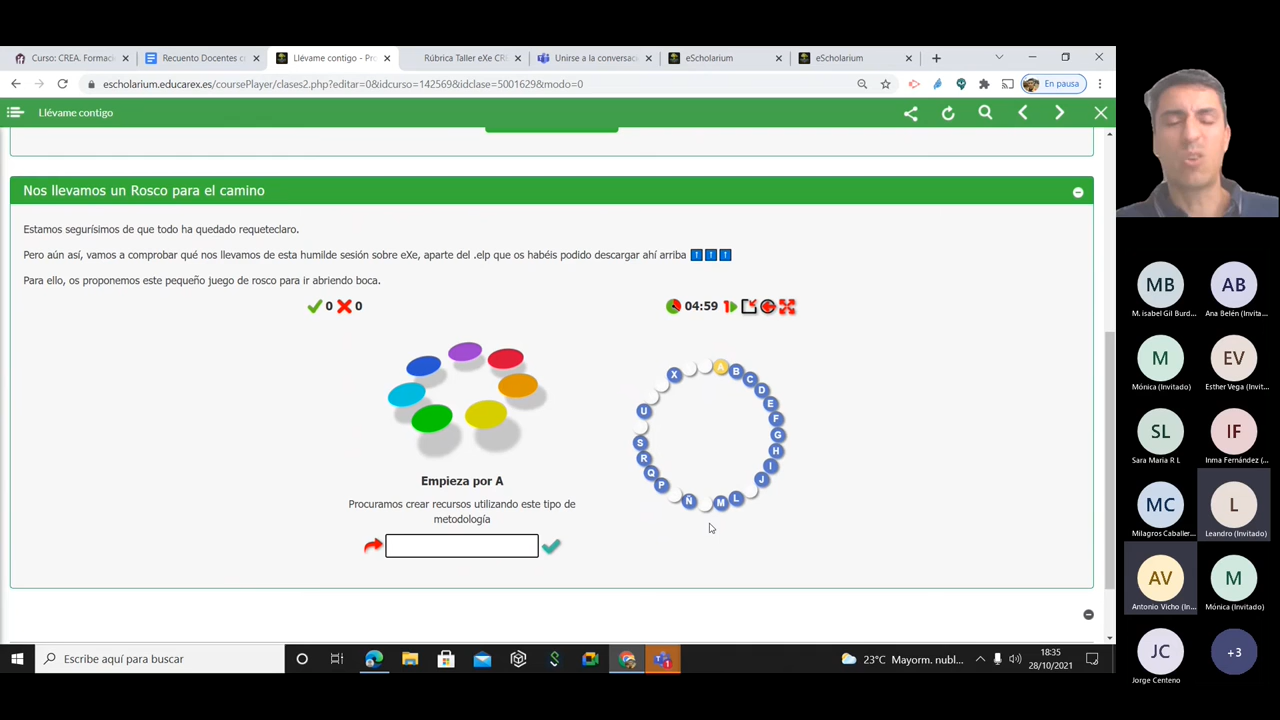 Curso: CREA. Formaci
Recuento Docentes c
Llévame contigo - Pr
Rúbrica Taller eXe CR
Unirse a la conversac
eScholarium
eScholarium
escholarium.educarex.es/coursePlayer/clases2.php?editar=0&idcurso=142569&idclase=5001629&modo=0
En pausa
Llévame contigo
Nos llevamos un Rosco para el camino
Estamos segurísimos de que todo ha quedado requeteclaro.
Pero aún así, vamos a comprobar qué nos llevamos de esta humilde sesión sobre eXe, aparte del .elp que os habéis podido descargar ahí arriba
Para ello, os proponemos este pequeño juego de rosco para ir abriendo boca.
0 0
04:59 1
A B C D E F G H I J L M Ñ P Q R S U X
Empieza por A
Procuramos crear recursos utilizando este tipo de
metodología
Escribe aquí para buscar
23°C Mayorm. nubl...
18:35
28/10/2021
MB
M. isabel Gil Burd...
AB
Ana Belén (Invita...
M
Mónica (Invitado)
EV
Esther Vega (Invit...
SL
Sara Maria R L
IF
Inma Fernández (...
MC
Milagros Caballer...
L
Leandro (Invitado)
AV
Antonio Vicho (In...
M
Mónica (Invitado)
JC
Jorge Centeno
+3